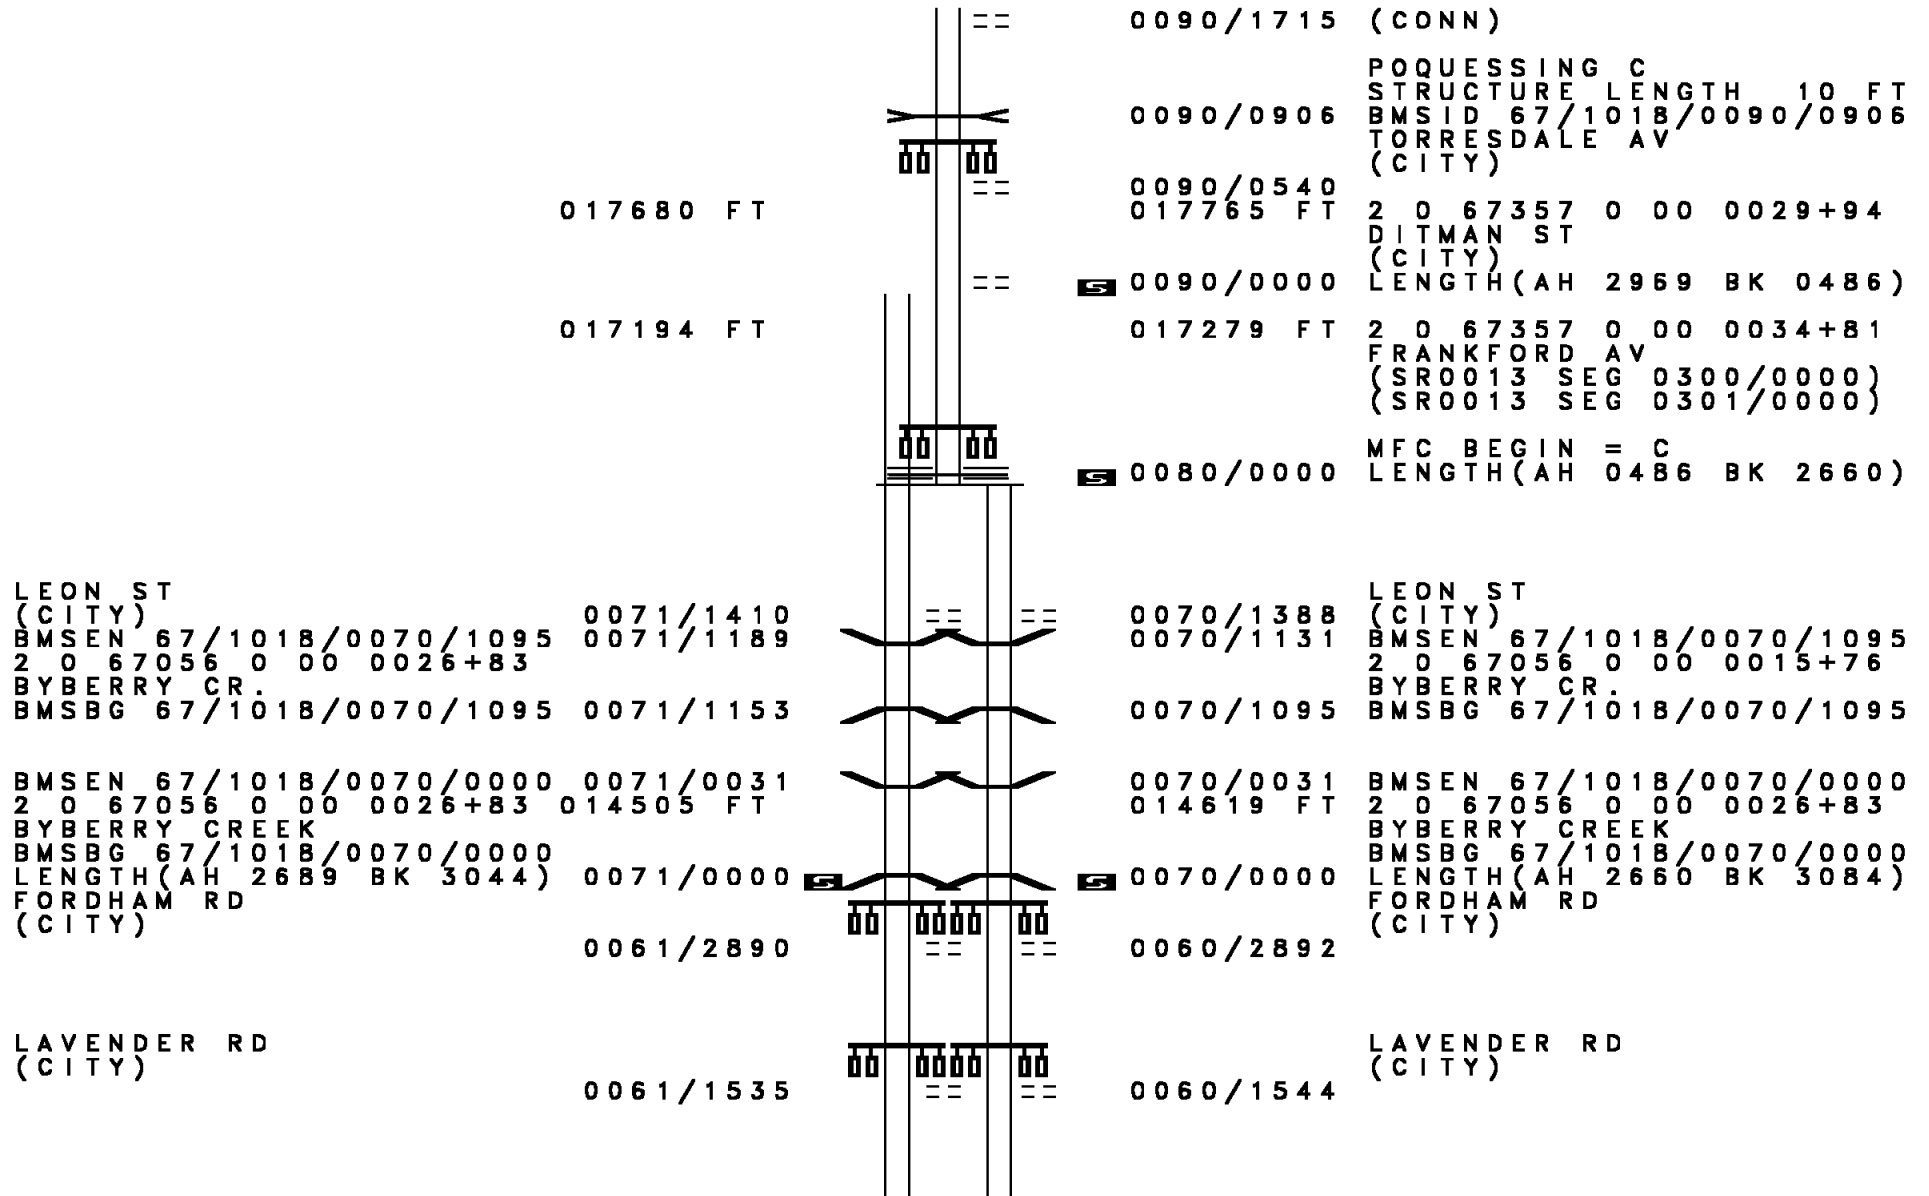 0090/1715 (CONN)
POQUESSING C
STRUCTURE LENGTH 10 FT
0090/0906 BMSID 67/1018/0090/0906
TORRESDALE AV
(CITY)
0090/0540
017680 FT 017765 FT 2 0 67357 0 00 0029+94
DITMAN ST
(CITY)
S 0090/0000 LENGTH(AH 2969 BK 0486)
017194 FT 017279 FT 2 0 67357 0 00 0034+81
FRANKFORD AV
(SR0013 SEG 0300/0000)
(SR0013 SEG 0301/0000)
MFC BEGIN = C
S 0080/0000 LENGTH(AH 0486 BK 2660)
LEON ST LEON ST
(CITY) 0071/1410 0070/1388 (CITY)
BMSEN 67/1018/0070/1095 0071/1189 0070/1131 BMSEN 67/1018/0070/1095
2 0 67056 0 00 0026+83 2 0 67056 0 00 0015+76
BYBERRY CR. BYBERRY CR.
BMSBG 67/1018/0070/1095 0071/1153 0070/1095 BMSBG 67/1018/0070/1095
BMSEN 67/1018/0070/0000 0071/0031 0070/0031 BMSEN 67/1018/0070/0000
2 0 67056 0 00 0026+83 014505 FT 014619 FT 2 0 67056 0 00 0026+83
BYBERRY CREEK BYBERRY CREEK
BMSBG 67/1018/0070/0000 BMSBG 67/1018/0070/0000
LENGTH(AH 2689 BK 3044) 0071/0000 S S 0070/0000 LENGTH(AH 2660 BK 3084)
FORDHAM RD FORDHAM RD
(CITY) (CITY)
0061/2890 0060/2892
LAVENDER RD LAVENDER RD
(CITY) (CITY)
0061/1535 0060/1544